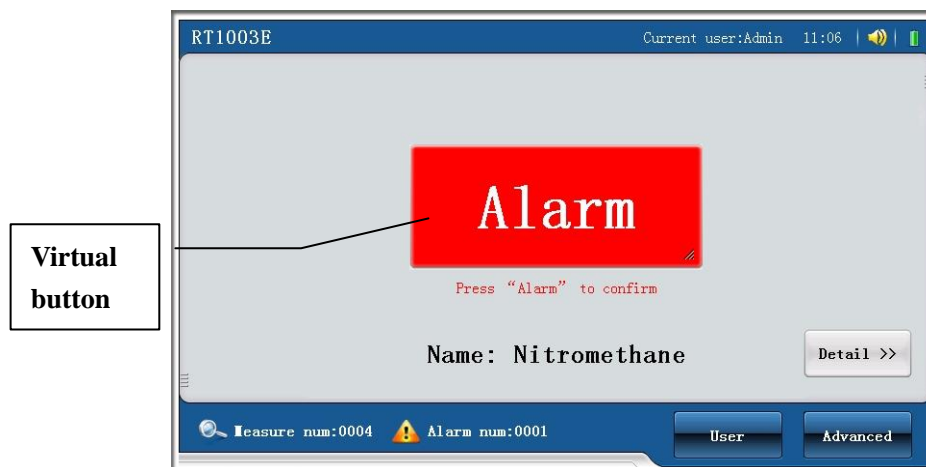 RT1003E Current user:Admin 11:06
Alarm
Press “Alarm” to confirm
Virtual
button
Name: Nitromethane
Detail >>
Measure num:0004 Alarm num:0001
User Advanced